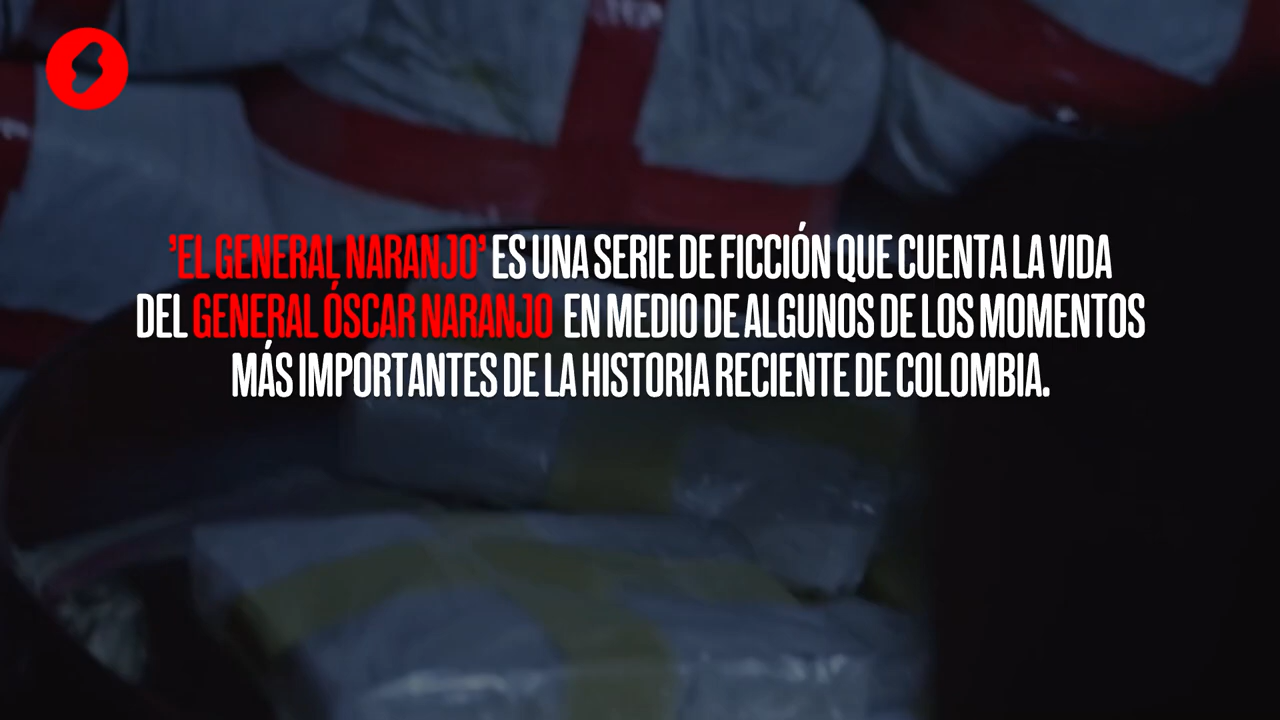 ’EL GENERAL NARANJO’ ES UNA SERIE DE FICCIÓN QUE CUENTA LA VIDA
DEL GENERAL ÓSCAR NARANJO EN MEDIO DE ALGUNOS DE LOS MOMENTOS
MÁS IMPORTANTES DE LA HISTORIA RECIENTE DE COLOMBIA.